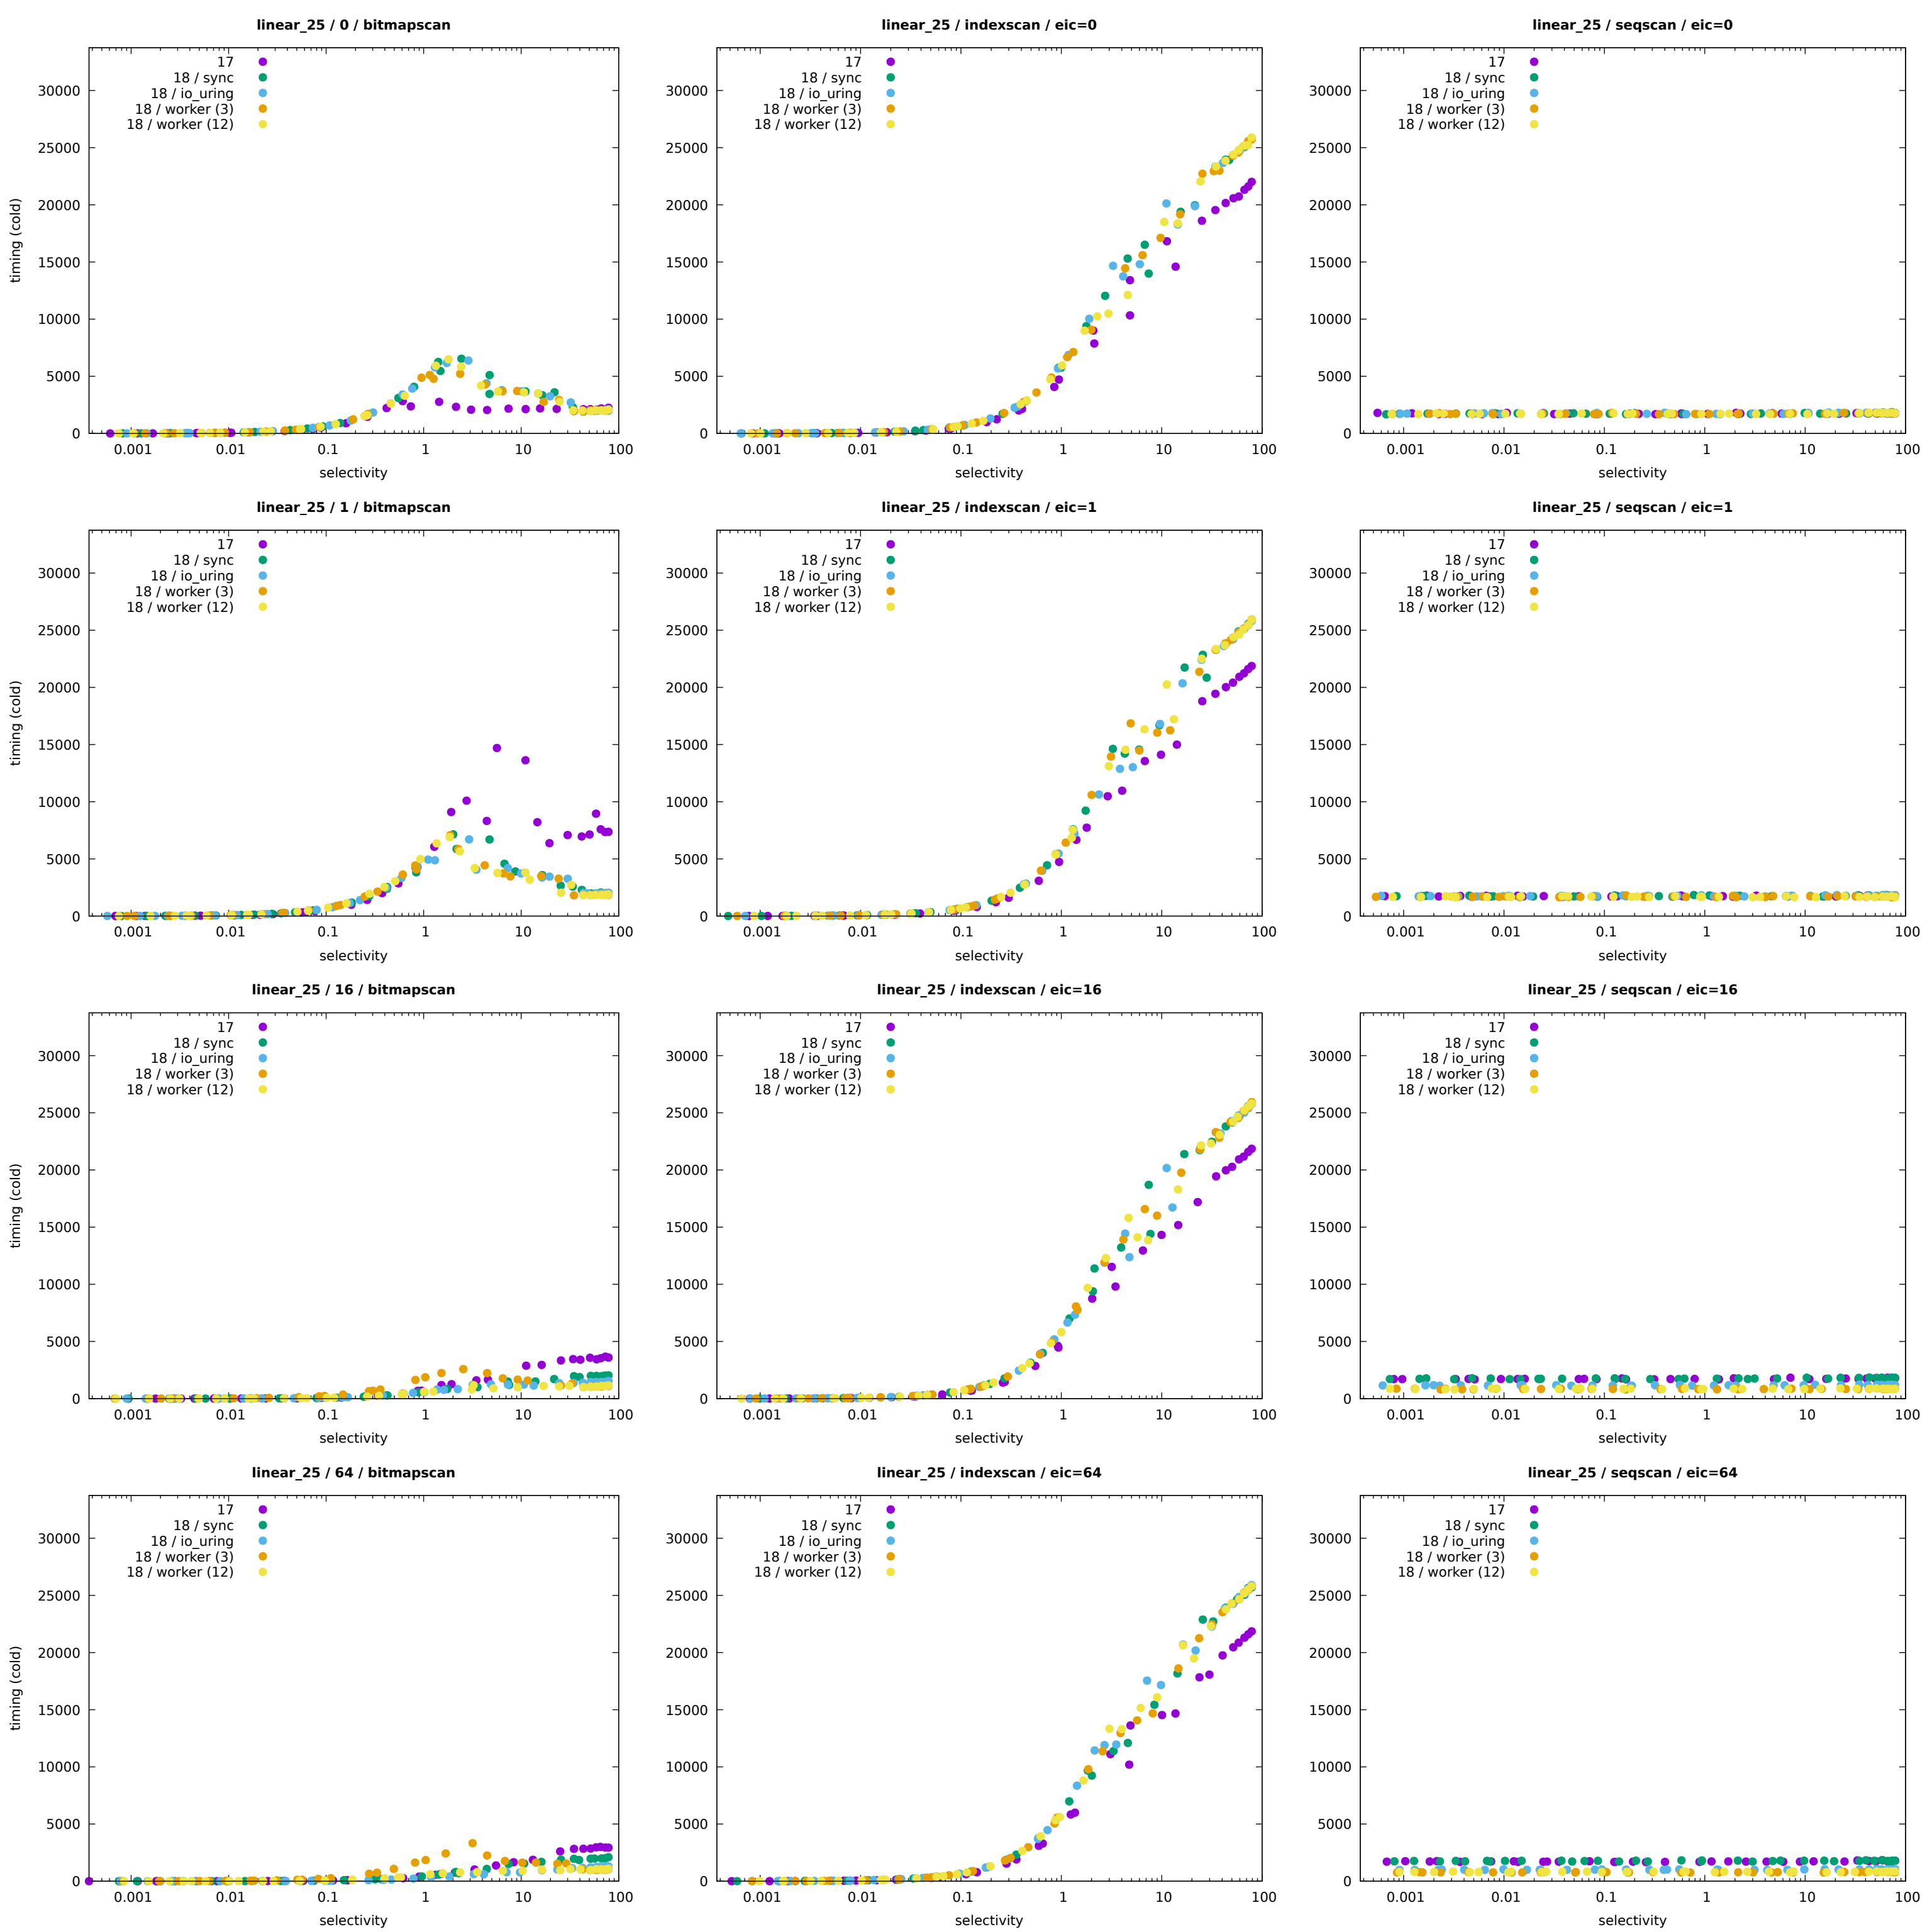 linear_25 / 0 / bitmapscan
timing (cold)
30000
25000
20000
15000
10000
5000
0
17
18 / sync
18 / io_uring
18 / worker (3)
18 / worker (12)
0.001 0.01 0.1 1 10 100
selectivity
linear_25 / indexscan / eic=0
30000
25000
20000
15000
10000
5000
0
17
18 / sync
18 / io_uring
18 / worker (3)
18 / worker (12)
0.001 0.01 0.1 1 10 100
selectivity
linear_25 / seqscan / eic=0
30000
25000
20000
15000
10000
5000
0
17
18 / sync
18 / io_uring
18 / worker (3)
18 / worker (12)
0.001 0.01 0.1 1 10 100
selectivity
linear_25 / 1 / bitmapscan
timing (cold)
30000
25000
20000
15000
10000
5000
0
17
18 / sync
18 / io_uring
18 / worker (3)
18 / worker (12)
0.001 0.01 0.1 1 10 100
selectivity
linear_25 / indexscan / eic=1
30000
25000
20000
15000
10000
5000
0
17
18 / sync
18 / io_uring
18 / worker (3)
18 / worker (12)
0.001 0.01 0.1 1 10 100
selectivity
linear_25 / seqscan / eic=1
30000
25000
20000
15000
10000
5000
0
17
18 / sync
18 / io_uring
18 / worker (3)
18 / worker (12)
0.001 0.01 0.1 1 10 100
selectivity
linear_25 / 16 / bitmapscan
timing (cold)
30000
25000
20000
15000
10000
5000
0
17
18 / sync
18 / io_uring
18 / worker (3)
18 / worker (12)
0.001 0.01 0.1 1 10 100
selectivity
linear_25 / indexscan / eic=16
30000
25000
20000
15000
10000
5000
0
17
18 / sync
18 / io_uring
18 / worker (3)
18 / worker (12)
0.001 0.01 0.1 1 10 100
selectivity
linear_25 / seqscan / eic=16
30000
25000
20000
15000
10000
5000
0
17
18 / sync
18 / io_uring
18 / worker (3)
18 / worker (12)
0.001 0.01 0.1 1 10 100
selectivity
linear_25 / 64 / bitmapscan
timing (cold)
30000
25000
20000
15000
10000
5000
0
17
18 / sync
18 / io_uring
18 / worker (3)
18 / worker (12)
0.001 0.01 0.1 1 10 100
selectivity
linear_25 / indexscan / eic=64
30000
25000
20000
15000
10000
5000
0
17
18 / sync
18 / io_uring
18 / worker (3)
18 / worker (12)
0.001 0.01 0.1 1 10 100
selectivity
linear_25 / seqscan / eic=64
30000
25000
20000
15000
10000
5000
0
17
18 / sync
18 / io_uring
18 / worker (3)
18 / worker (12)
0.001 0.01 0.1 1 10 100
selectivity